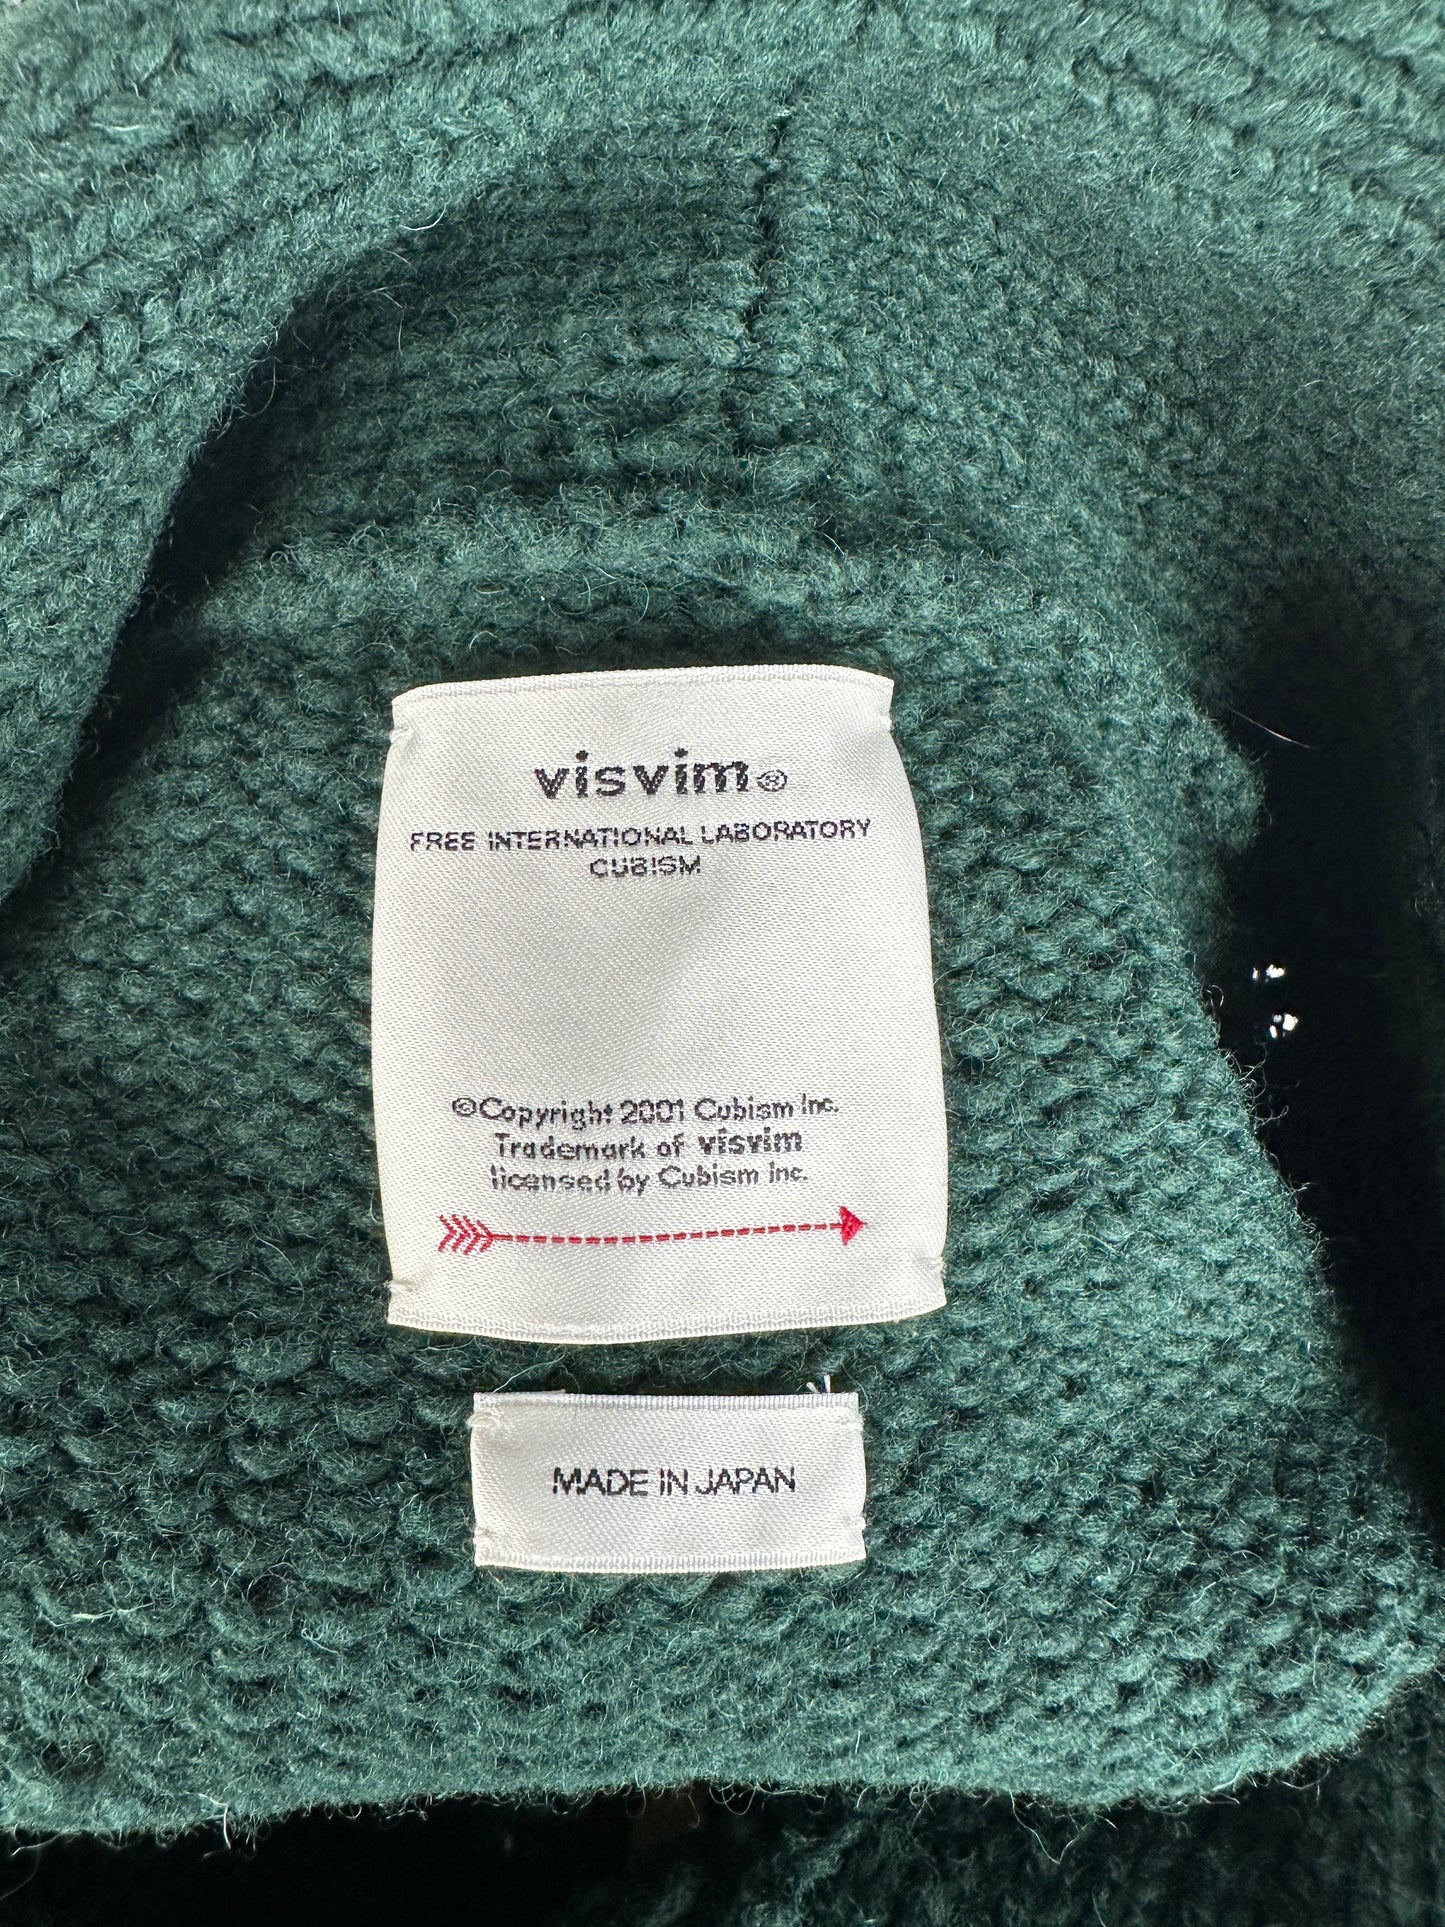 visvim®
FREE INTERNATIONAL LABORATORY
CUBISM
©Copyright 2001 Cubism Inc.
Trademark of visvim
licensed by Cubism Inc.
MADE IN JAPAN